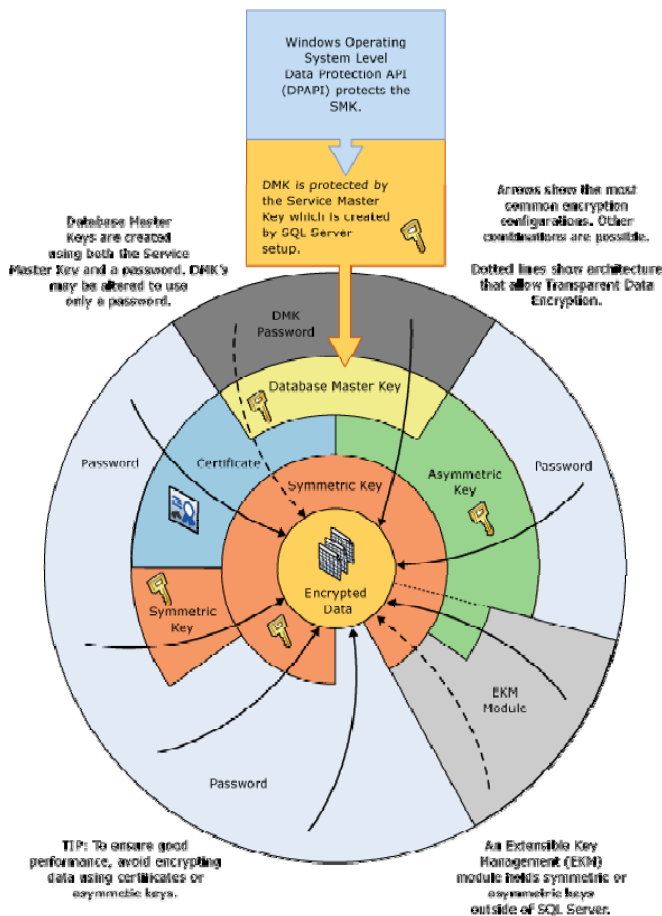 Windows Operating
System Level
Data Protection API
(DPAPI) protects the
SMK.
DMK is protected by
the Service Master
Key which is created
by SQL Server
setup.
Database Master
Keys are created
using both the Service
Master Key and a password. DMK's
may be altered to use
only a password.
Arrows show the most
common encryption
configurations. Other
combinations are possible.
Dotted lines show architecture
that allow Transparent Data
Encryption.
DMK
Password
Database Master Key
Password
Certificate
Symmetric Key
Asymmetric
Key
Password
Encrypted
Data
Symmetric
Key
EKM
Module
Password
TIP: To ensure good
performance, avoid encrypting
data using certificates or
asymetic keys.
An Extensible Key
Management (EKM)
module holds symmetric or
asymmetric keys
outside of SQL Server.